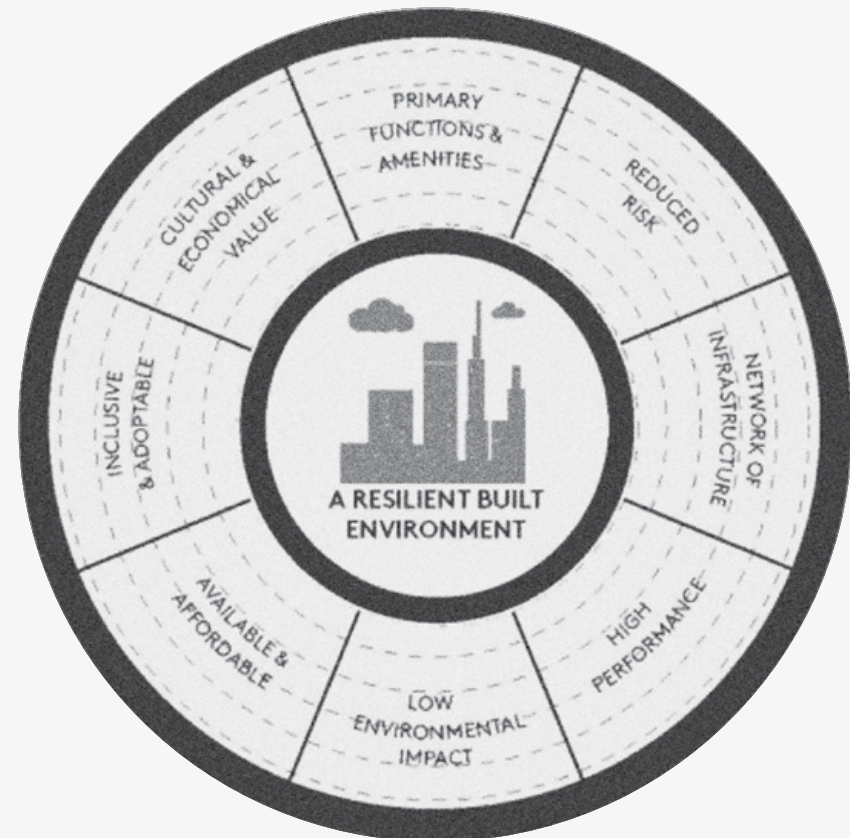 PRIMARY
FUNCTIONS &
AMENITIES
REDUCED
RISK
NETWORK OF
INFRASTRUCTURE
HIGH
PERFORMANCE
LOW
ENVIRONMENTAL
IMPACT
AVAILABLE &
AFFORDABLE
INCLUSIVE
& ADOPTABLE
CULTURAL &
ECONOMICAL
VALUE
A RESILIENT BUILT
ENVIRONMENT